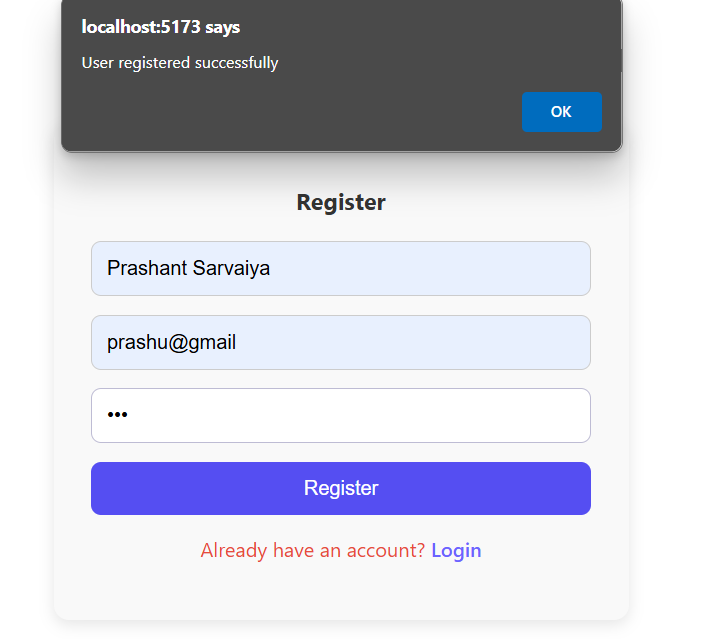 localhost:5173 says
User registered successfully
OK
Register
Prashant Sarvaiya
prashu@gmail
•••
Register
Already have an account? Login